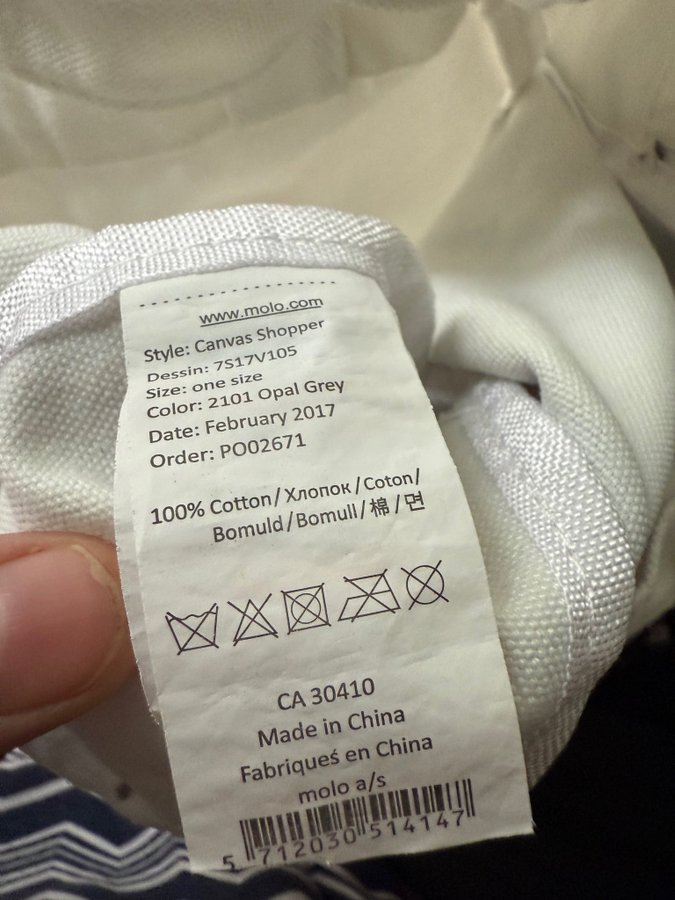 www.molo.com
Style: Canvas Shopper
Dessin: 7S17V105
Size: one size
Color: 2101 Opal Grey
Date: February 2017
Order: PO02671
100% Cotton/Хлопок/Coton/
Bomuld/Bomull/棉/면
CA 30410
Made in China
Fabriqueś en China
molo a/s
5 712030 514147